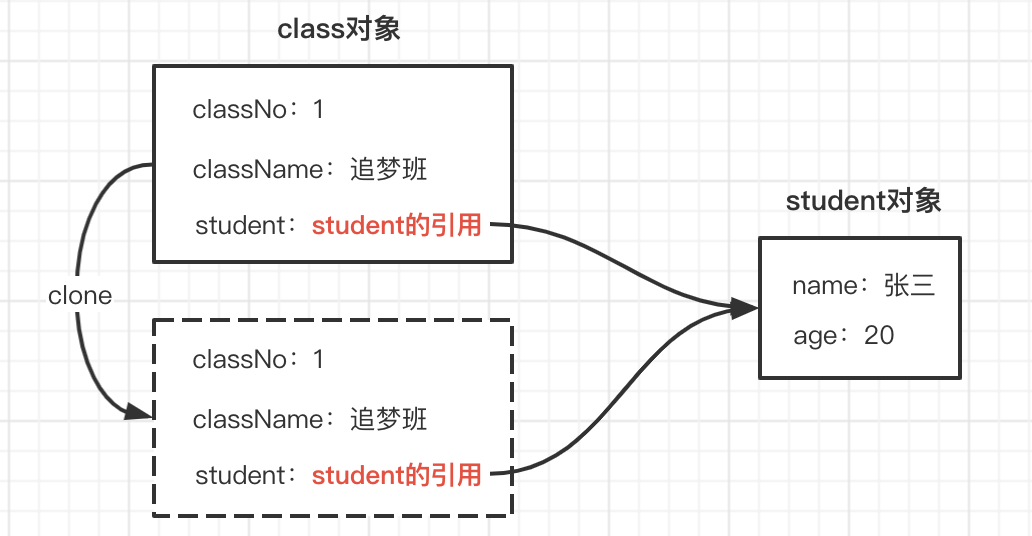 class对象
classNo：1
className：追梦班
student：student的引用
clone
classNo：1
className：追梦班
student：student的引用
student对象
name：张三
age：20